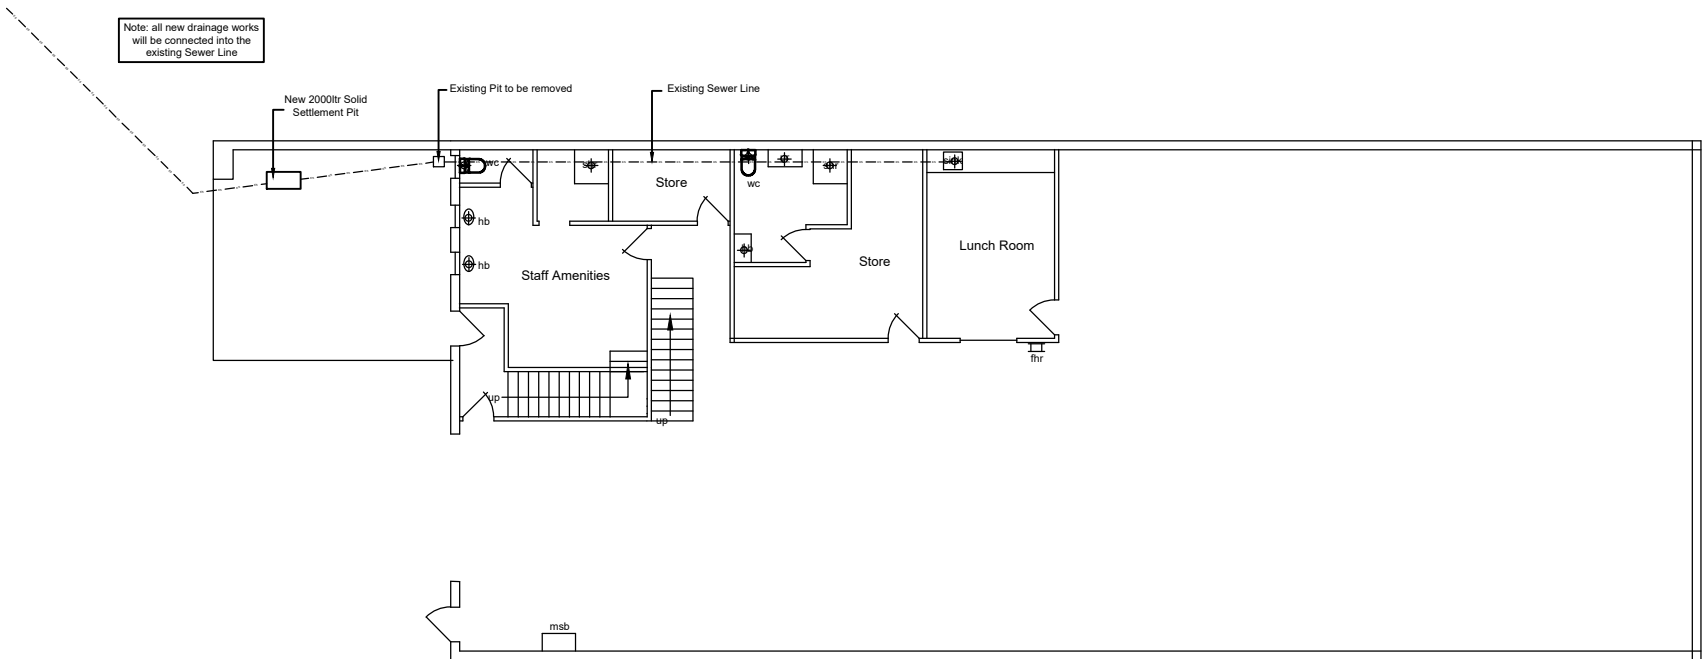 Note: all new drainage works
will be connected into the
existing Sewer Line
New 2000ltr Solid
Settlement Pit
Existing Pit to be removed
Existing Sewer Line
wc
Store
wc
sink
hb
hb
Staff Amenities
Store
Lunch Room
fhr
up
up
msb